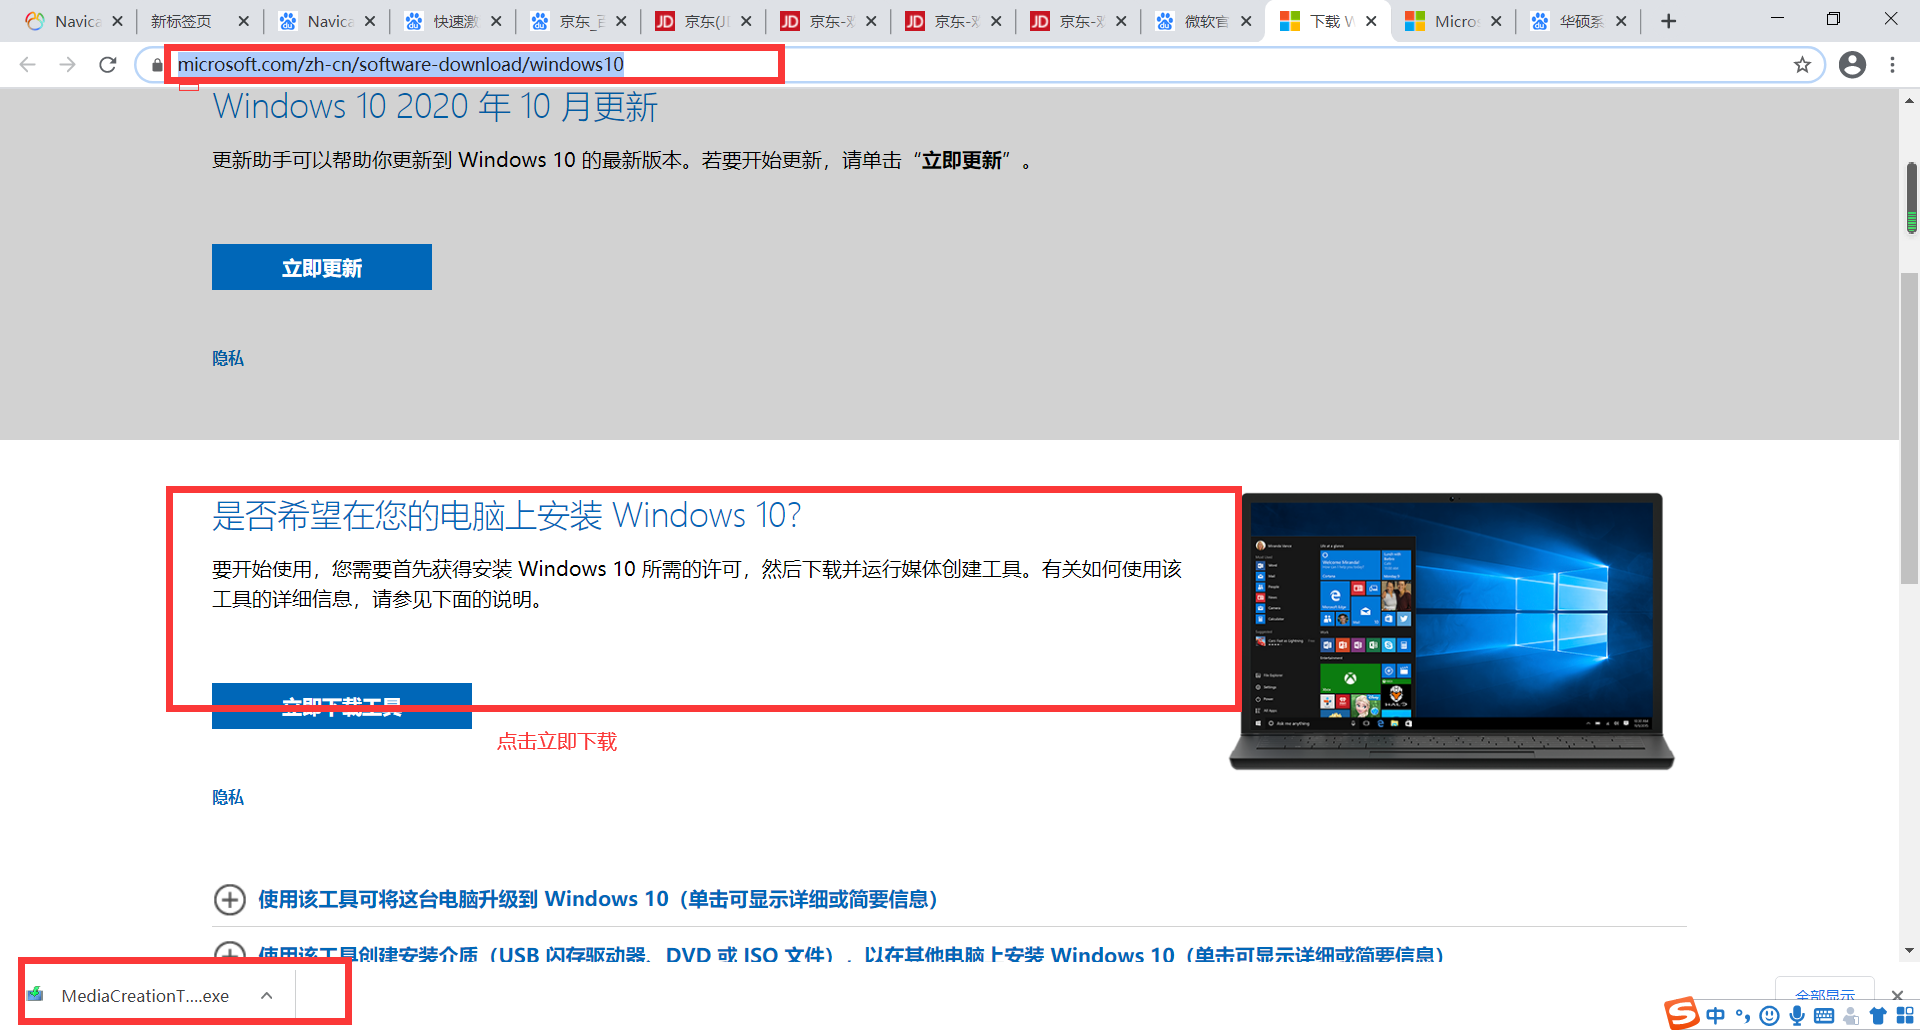 Navica
新标签页
Navica
快速激
京东_百
京东(JD
京东-欢
京东-欢
京东-欢
微软官
下载 W
Micros
华硕系
microsoft.com/zh-cn/software-download/windows10
Windows 10 2020 年 10 月更新
更新助手可以帮助你更新到 Windows 10 的最新版本。若要开始更新，请单击“立即更新”。
立即更新
隐私
是否希望在您的电脑上安装 Windows 10?
要开始使用，您需要首先获得安装 Windows 10 所需的许可，然后下载并运行媒体创建工具。有关如何使用该
工具的详细信息，请参见下面的说明。
立即下载工具
点击立即下载
隐私
使用该工具可将这台电脑升级到 Windows 10（单击可显示详细或简要信息）
使用该工具创建安装介质（USB 闪存驱动器、DVD 或 ISO 文件），以在其他电脑上安装 Windows 10（单击可显示详细或简要信息）
MediaCreationT....exe
全部显示
中